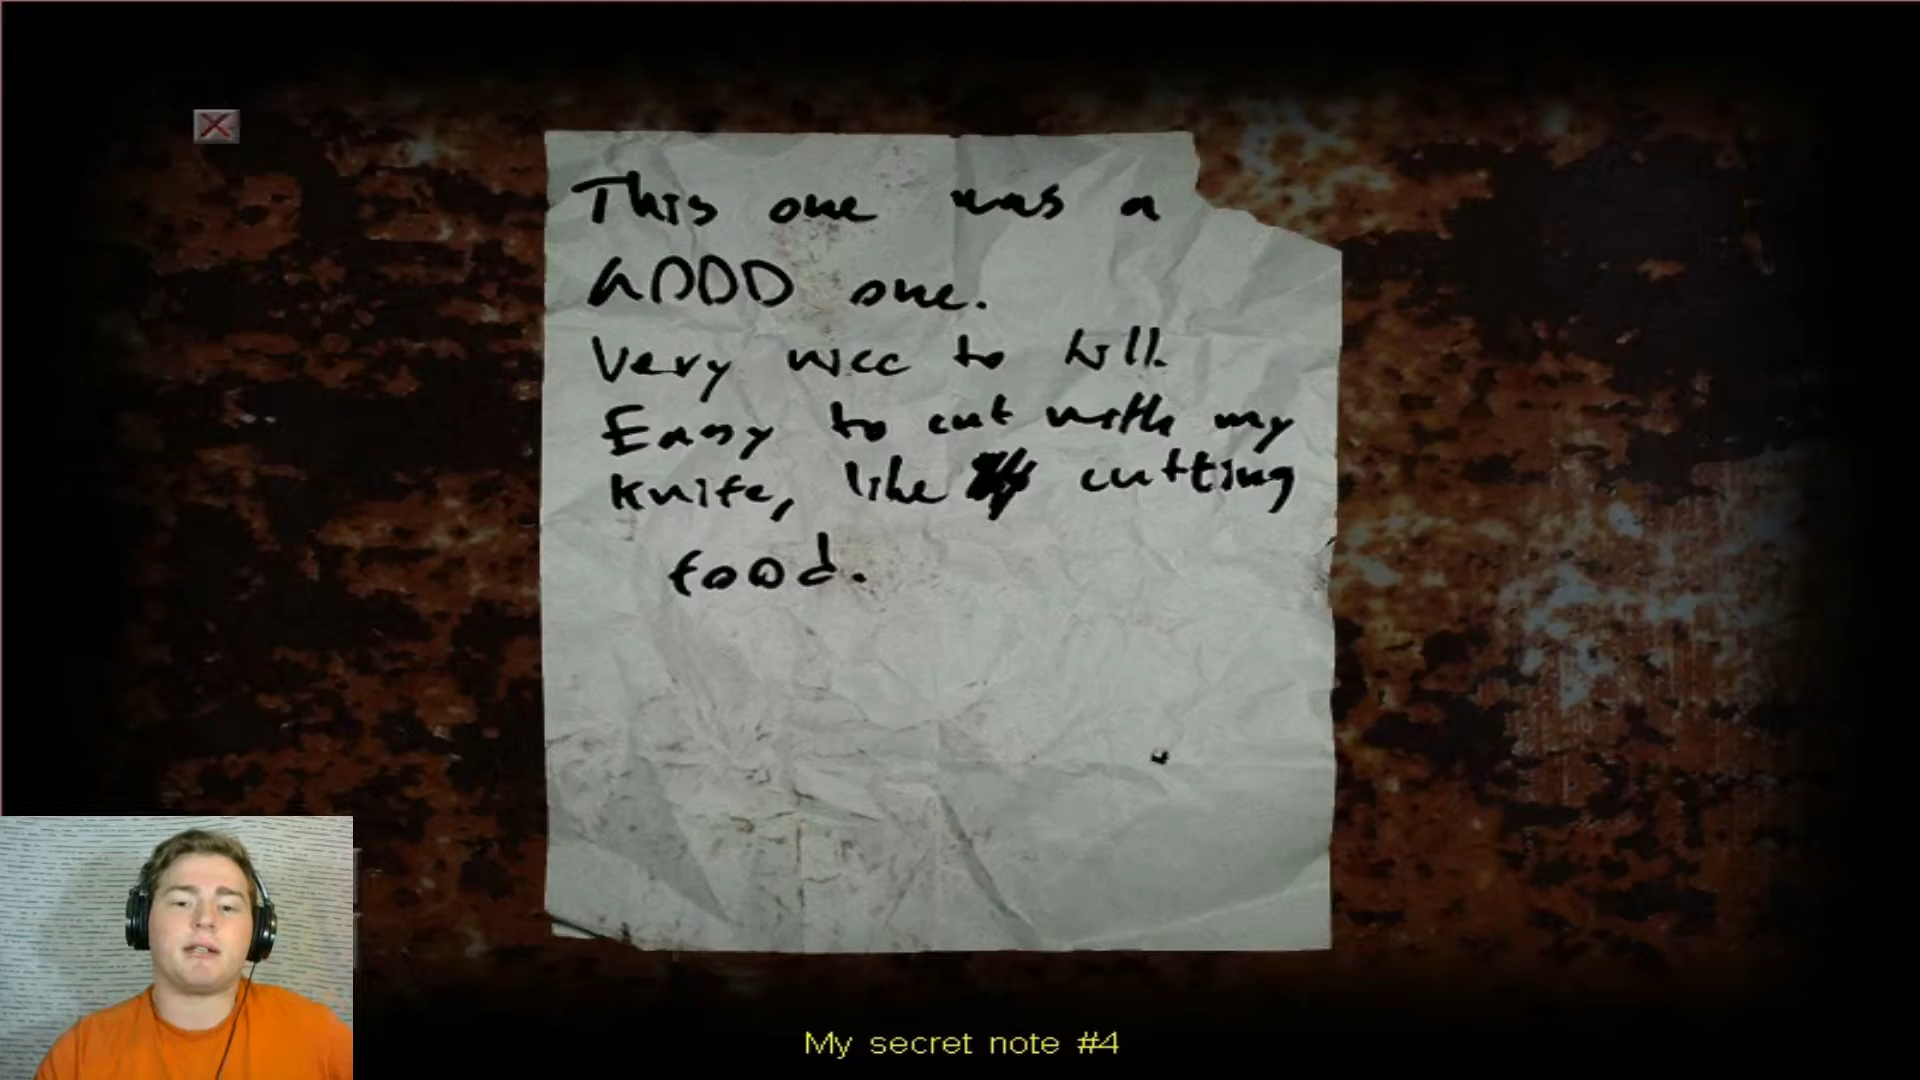 This one was a
GOOD one.
Very nice to kill.
Easy to cut with my
knife, like cutting
food.
My secret note #4